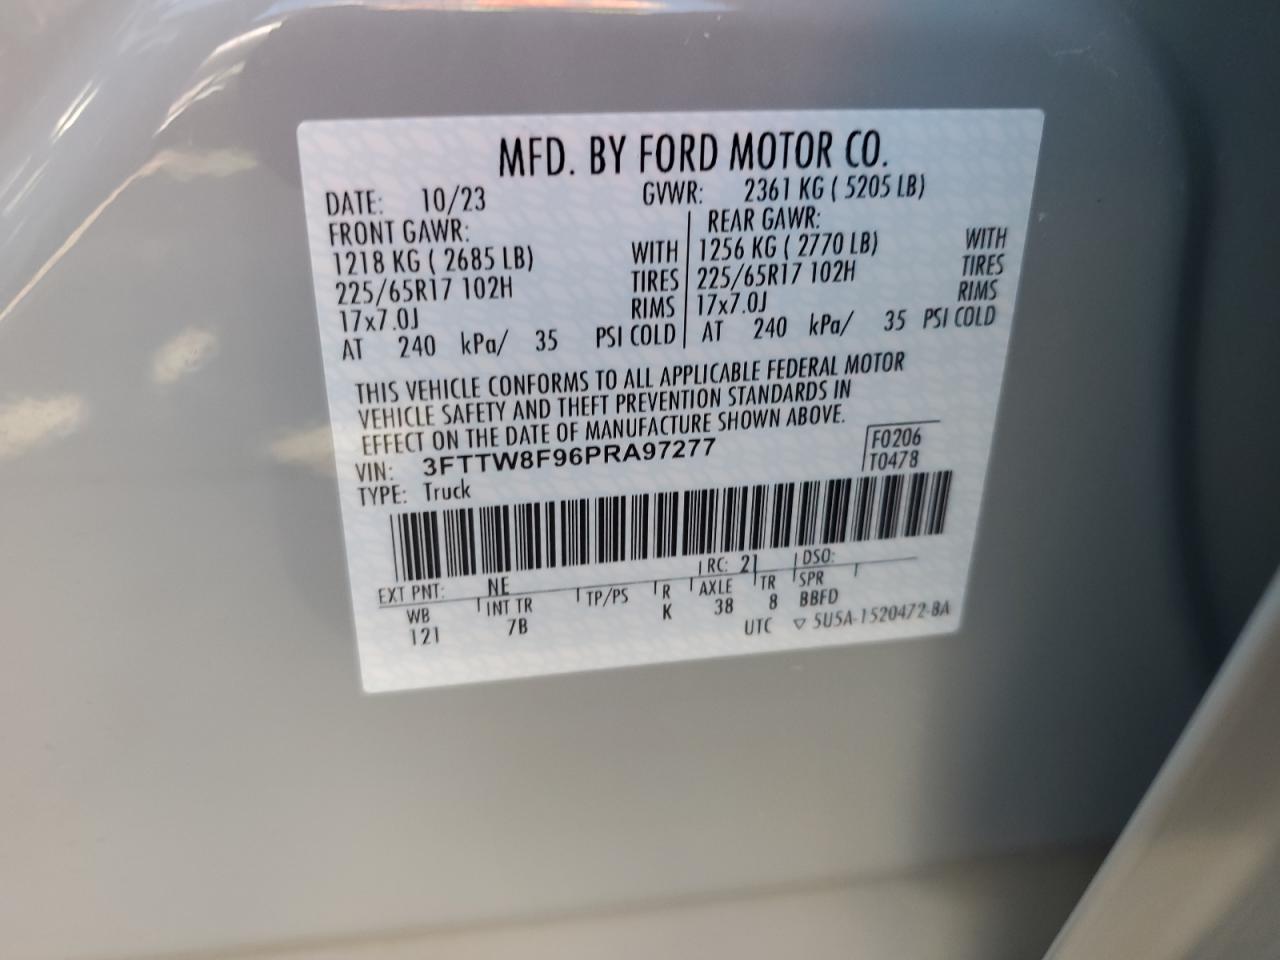 MFD. BY FORD MOTOR CO.
DATE: 10/23 GVWR: 2361 KG ( 5205 LB)
FRONT GAWR: REAR GAWR:
1218 KG ( 2685 LB) WITH 1256 KG ( 2770 LB) WITH
225/65R17 102H TIRES 225/65R17 102H TIRES
17x7.0J RIMS 17x7.0J RIMS
AT 240 kPa/ 35 PSI COLD AT 240 kPa/ 35 PSI COLD
THIS VEHICLE CONFORMS TO ALL APPLICABLE FEDERAL MOTOR
VEHICLE SAFETY AND THEFT PREVENTION STANDARDS IN
EFFECT ON THE DATE OF MANUFACTURE SHOWN ABOVE.
VIN: 3FTTW8F96PRA97277 F0206
TYPE: Truck T0478
EXT PNT: NE RC: 21 DSO:
WB INT TR TP/PS R AXLE TR SPR
121 7B K 38 8 BBFD
UTC ▽ 5U5A-1520472-BA